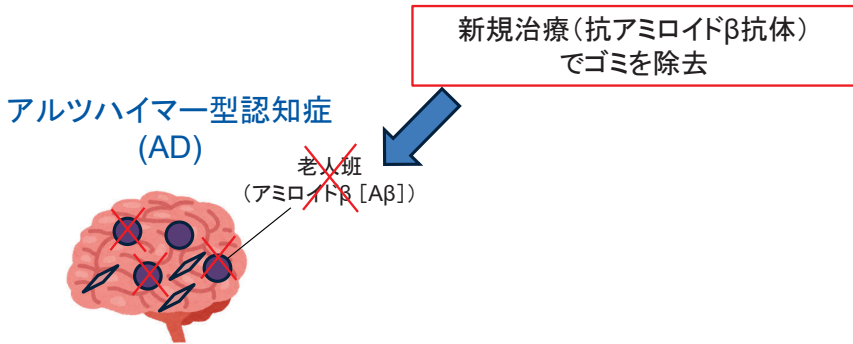 新規治療（抗アミロイドβ抗体）
でゴミを除去
アルツハイマー型認知症
(AD)
老人班
（アミロイドβ [Aβ]）